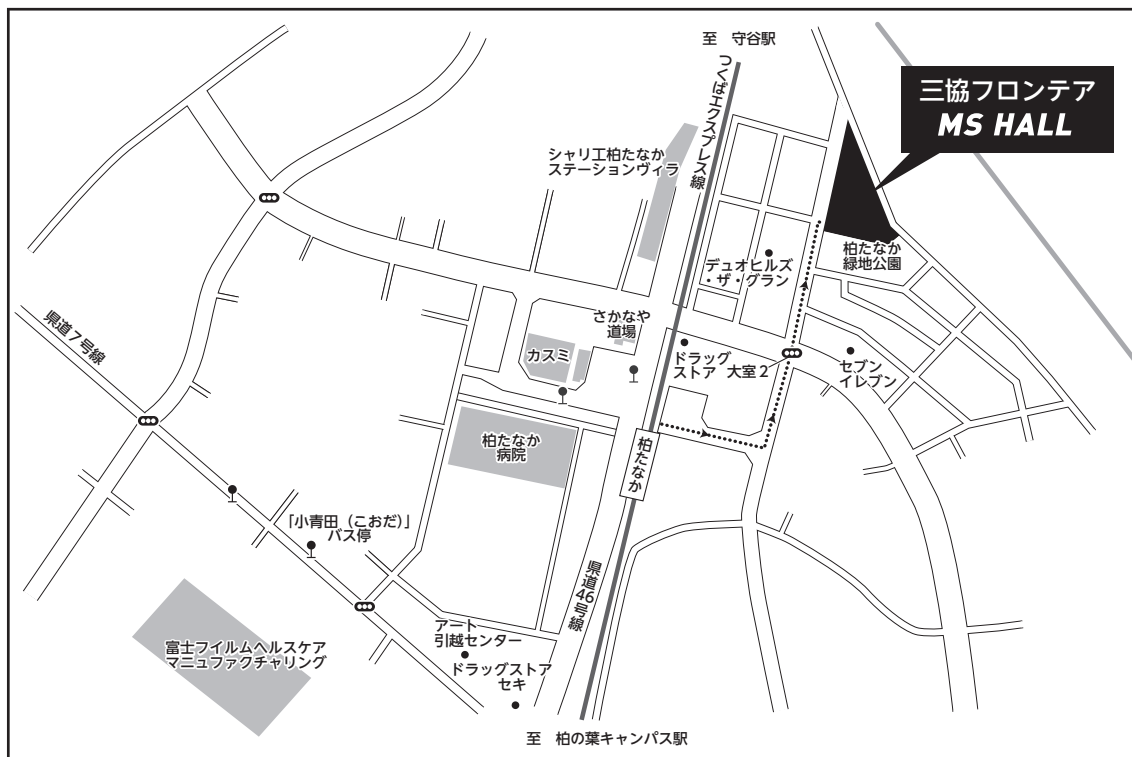 至　守谷駅
つくばエクスプレス線
三協フロンテア
MS HALL
シャリエ柏たなか
ステーションヴィラ
柏たなか
緑地公園
デュオヒルズ
・ザ・グラン
さかなや
道場
県道7号線
カスミ
ドラッグ
ストア
大室2
セブン
イレブン
柏たなか
病院
柏たなか
「小青田（こおだ）」
バス停
県道46号線
アート
引越センター
富士フイルムヘルスケア
マニュファクチャリング
ドラッグストア
セキ
至　柏の葉キャンパス駅